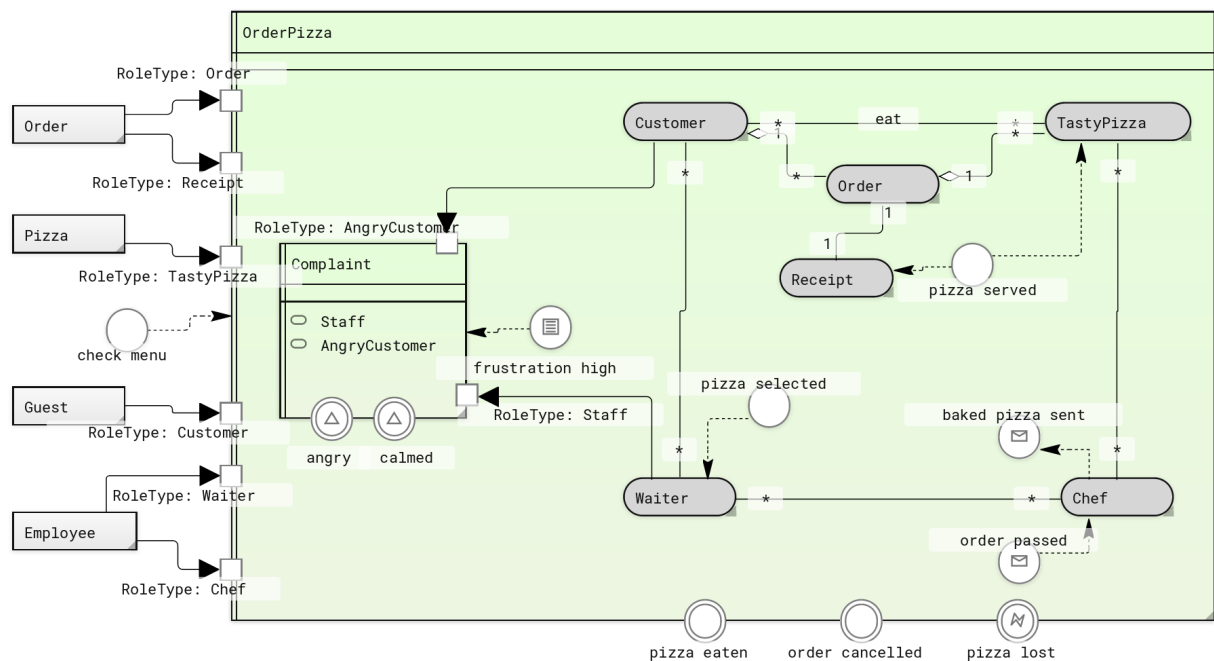 OrderPizza
RoleType: Order
Order
RoleType: Receipt
Pizza
RoleType: TastyPizza
check menu
Guest
RoleType: Customer
RoleType: Waiter
Employee
RoleType: Chef
RoleType: AngryCustomer
Complaint
Staff
AngryCustomer
frustration high
RoleType: Staff
angry
calmed
Customer
*
1
eat
*
*
TastyPizza
*
*
Order
1
*
1
1
Receipt
pizza served
pizza selected
baked pizza sent
*
*
Waiter
*
*
Chef
order passed
pizza eaten
order cancelled
pizza lost